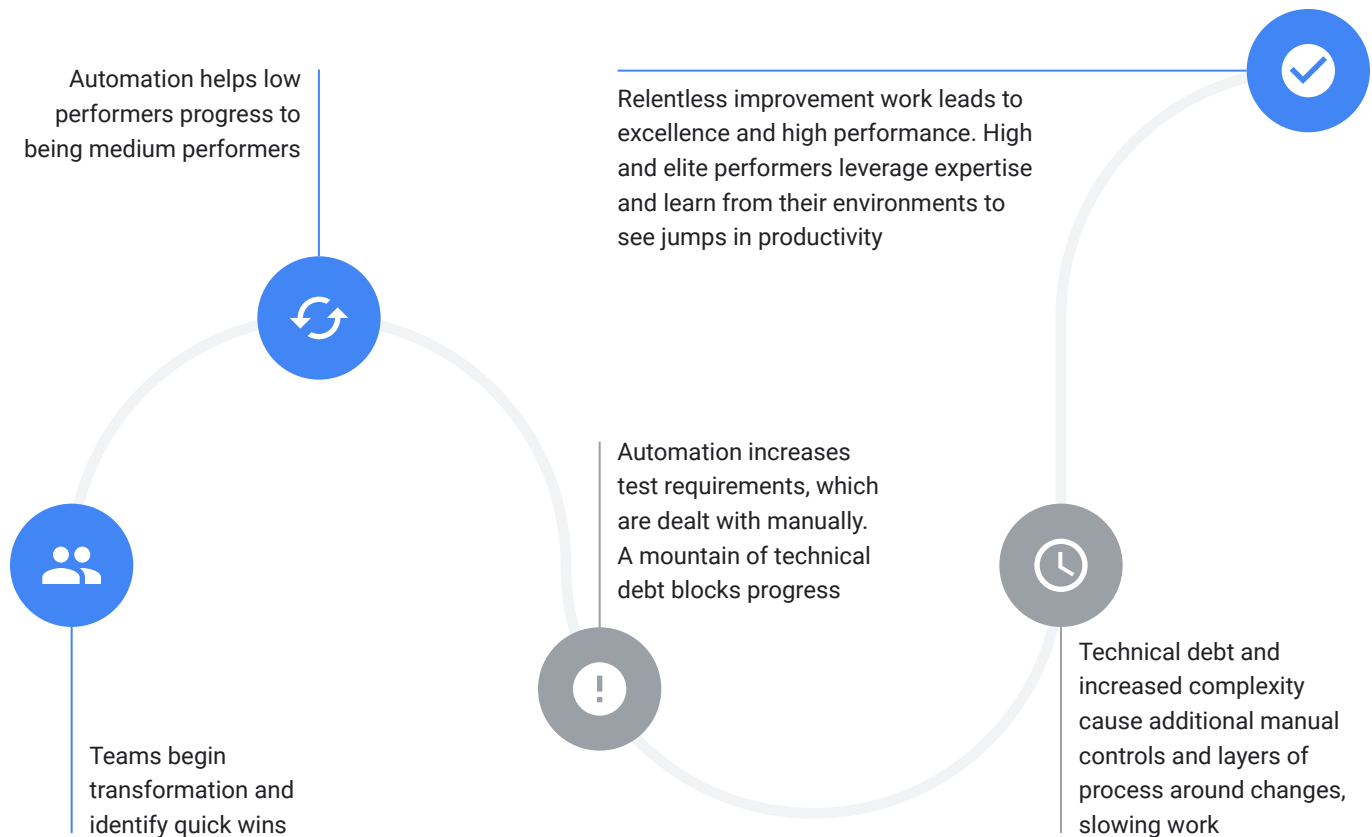 Automation helps low
performers progress to
being medium performers
Relentless improvement work leads to
excellence and high performance. High
and elite performers leverage expertise
and learn from their environments to
see jumps in productivity
Automation increases
test requirements, which
are dealt with manually.
A mountain of technical
debt blocks progress
Technical debt and
increased complexity
cause additional manual
controls and layers of
process around changes,
slowing work
Teams begin
transformation and
identify quick wins